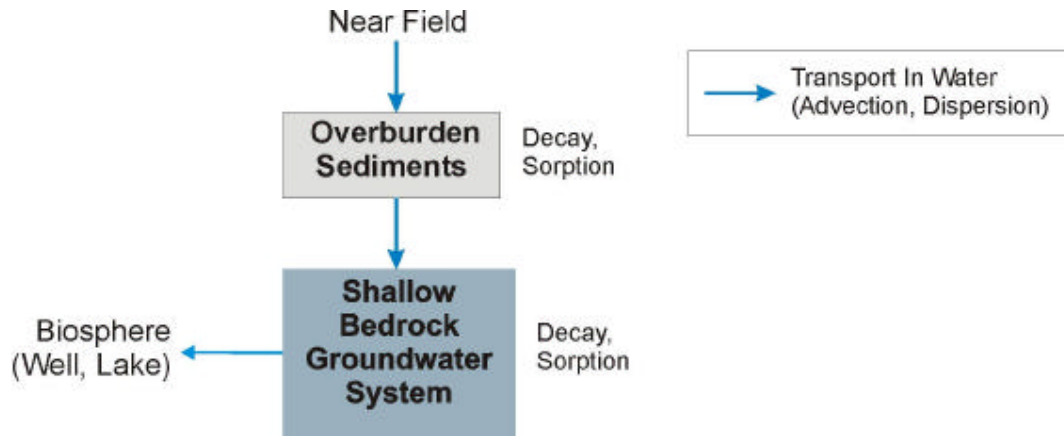 Near Field
Transport In Water
(Advection, Dispersion)
Overburden
Sediments
Decay,
Sorption
Shallow
Bedrock
Groundwater
System
Decay,
Sorption
Biosphere
(Well, Lake)